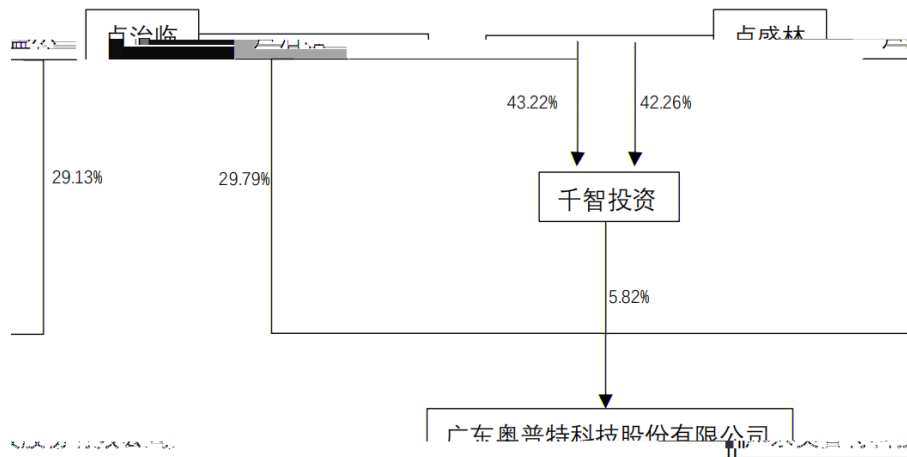 卢治临
卢盛林
43.22%
42.26%
29.13%
29.79%
千智投资
5.82%
广东奥普特科技股份有限公司